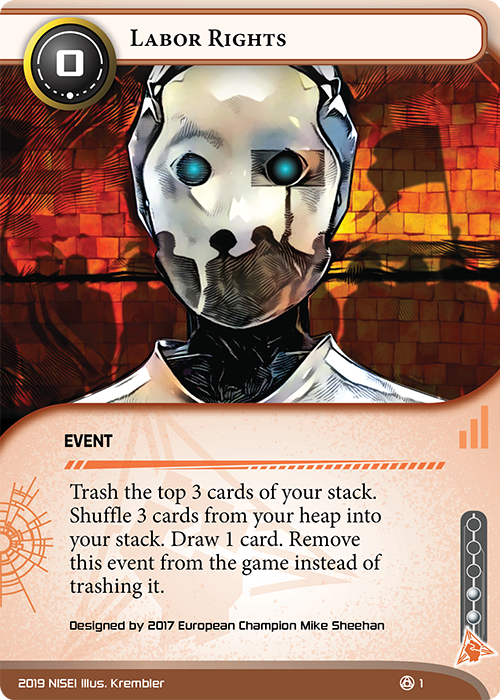 0
Labor Rights
EVENT
Trash the top 3 cards of your stack.
Shuffle 3 cards from your heap into
your stack. Draw 1 card. Remove
this event from the game instead of
trashing it.
Designed by 2017 European Champion Mike Sheehan
2019 NISEI Illus. Krembler
1